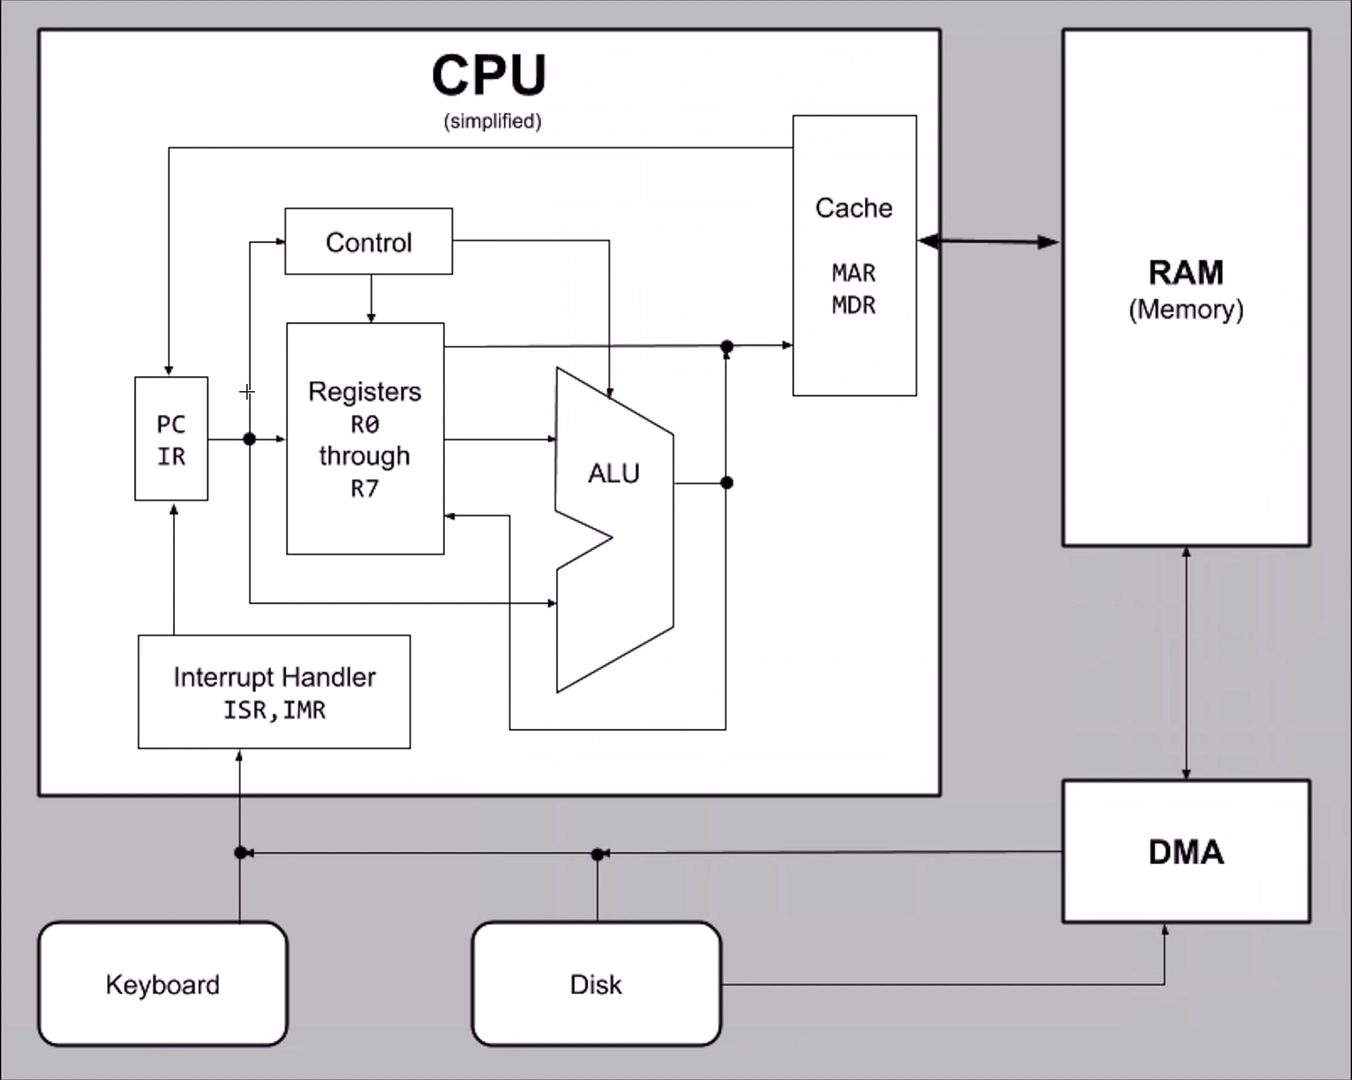 CPU
(simplified)
Cache
MAR
MDR
Control
RAM
(Memory)
Registers
R0
through
R7
PC
IR
ALU
Interrupt Handler
ISR,IMR
DMA
Keyboard
Disk